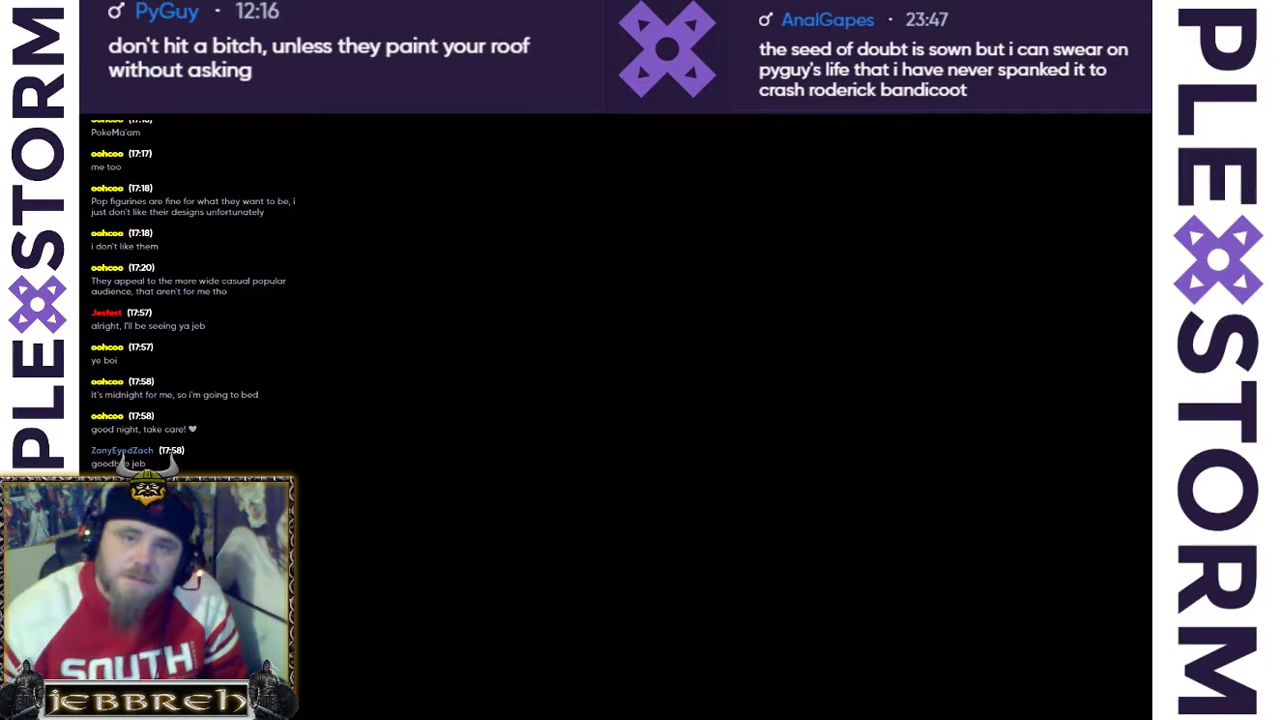 PLE STORM
PyGuy · 12:16
don't hit a bitch, unless they paint your roof
without asking
AnalGapes · 23:47
the seed of doubt is sown but i can swear on
pyguy's life that i have never spanked it to
crash roderick bandicoot
PLE STORM
oohcoo
PokeMa'am
oohcoo (17:17)
me too
oohcoo (17:18)
Pop figurines are fine for what they want to be, i
just don't like their designs unfortunately
oohcoo (17:18)
i don't like them
oohcoo (17:20)
They appeal to the more wide casual popular
audience, that aren't for me tho
Jesfest (17:57)
alright, I'll be seeing ya jeb
oohcoo (17:57)
ye boi
oohcoo (17:58)
it's midnight for me, so i'm going to bed
oohcoo (17:58)
good night, take care! ♥
ZanyEyedZach (17:58)
jeb
SOUTH
JEBBREH